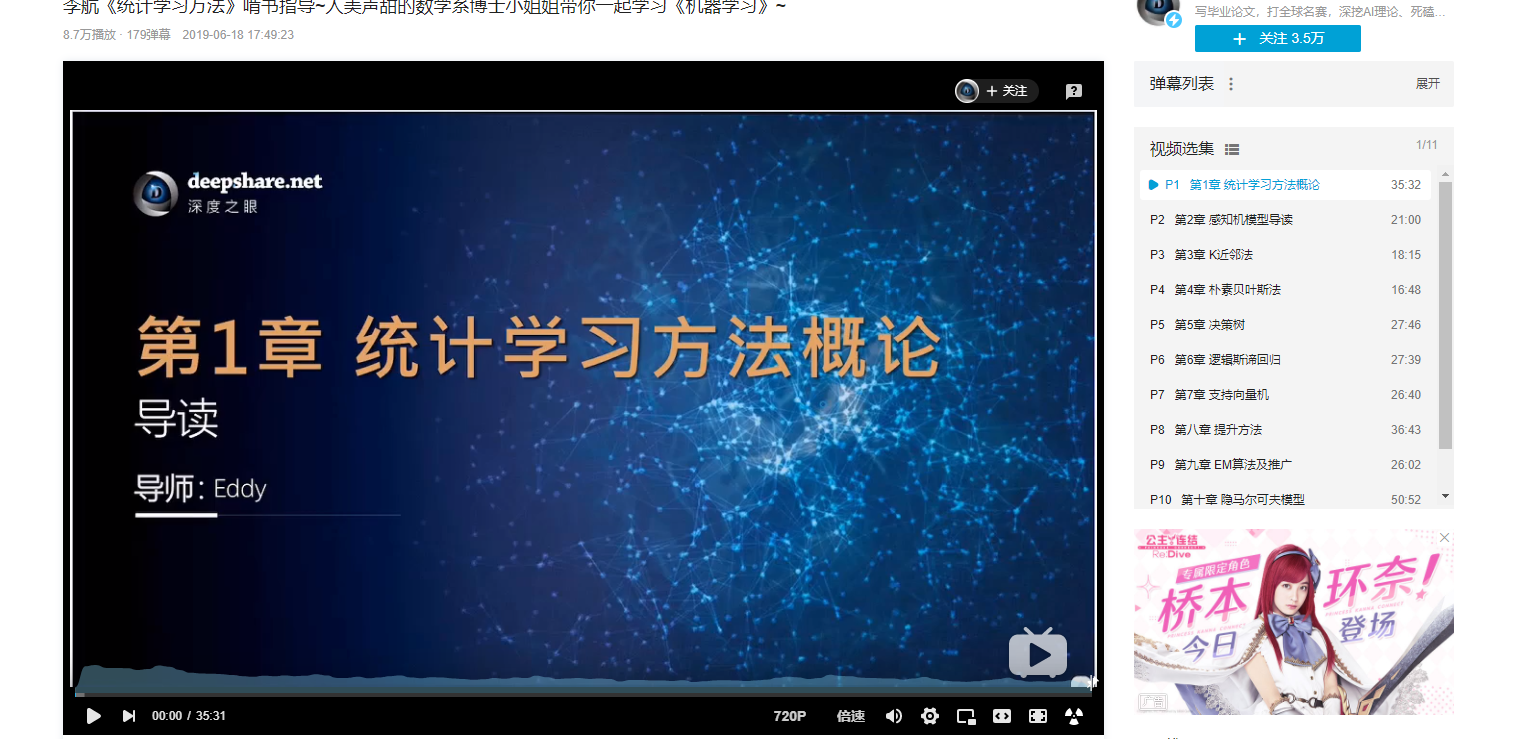 李航《统计学习方法》啃书指导~人美声甜的数学系博士小姐姐带你一起学习《机器学习》~
8.7万播放 · 179弹幕 2019-06-18 17:49:23
写毕业论文，打全球名赛，深挖AI理论、死磕...
+ 关注 3.5万
+ 关注
deepshare.net
深度之眼
第1章 统计学习方法概论
导读
导师：Eddy
00:00 / 35:31
720P
倍速
弹幕列表
展开
视频选集
1/11
P1 第1章 统计学习方法概论 35:32
P2 第2章 感知机模型导读 21:00
P3 第3章 K近邻法 18:15
P4 第4章 朴素贝叶斯法 16:48
P5 第5章 决策树 27:46
P6 第6章 逻辑斯谛回归 27:39
P7 第7章 支持向量机 26:40
P8 第八章 提升方法 36:43
P9 第九章 EM算法及推广 26:02
P10 第十章 隐马尔可夫模型 50:52
公主连结
Re:Dive
专属限定角色
桥本环奈！
今日登场
广告